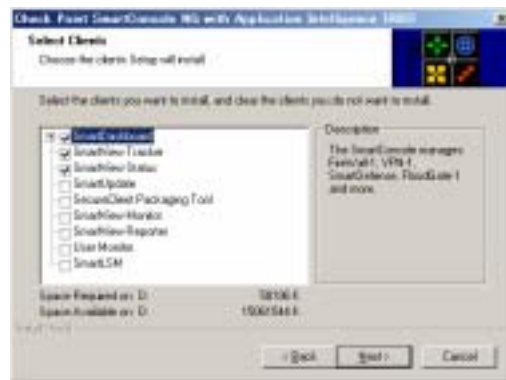 Check Point SmartConsole NG with Application Intelligence (R55)
Select Clients
Choose the clients Setup will install
Select the clients you want to install, and clear the clients you do not want to install.
SmartDashboard
SmartView Tracker
SmartView Status
SmartUpdate
SecureClient Packaging Tool
SmartView Monitor
SmartView Reporter
User Monitor
SmartLSM
Description
The SmartConsole manages
FireWall-1, VPN-1,
SmartDefense, FloodGate-1
and more.
Space Required on D:
Space Available on D:
< Back
Next >
Cancel